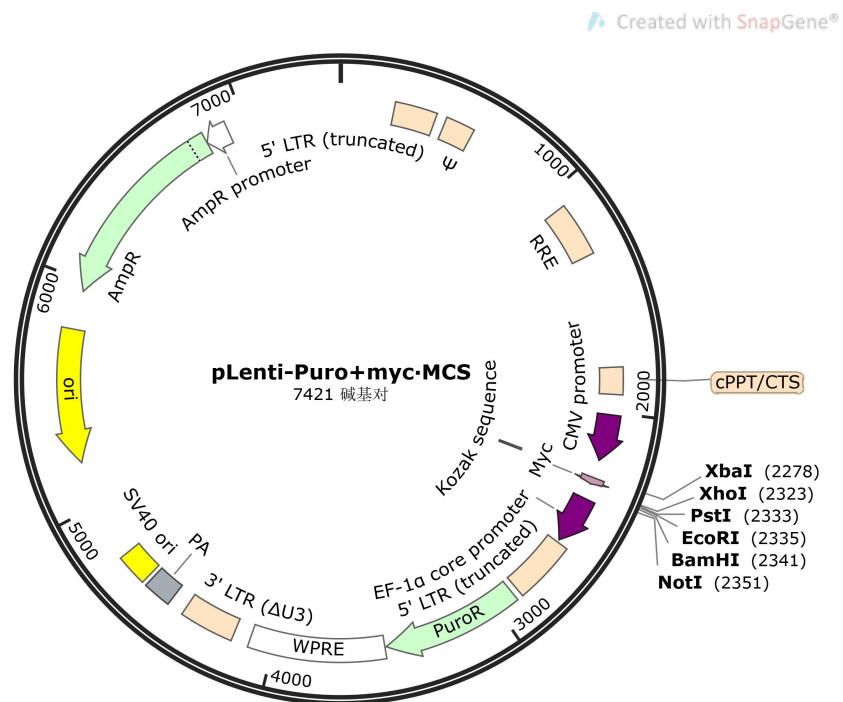 Created with SnapGene®
7000
5' LTR (truncated)
Ψ
1000
AmpR promoter
RRE
AmpR
6000
pLenti-Puro+myc·MCS
7421 碱基对
ori
CMV promoter
cPPT/CTS
2000
Kozak sequence
Myc
XbaI (2278)
XhoI (2323)
PstI (2333)
EcoRI (2335)
BamHI (2341)
NotI (2351)
EF-1α core promoter
5' LTR (truncated)
SV40 ori
PA
5000
3' LTR (ΔU3)
PuroR
3000
WPRE
4000